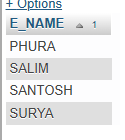 + Options
E_NAME 1
PHURA
SALIM
SANTOSH
SURYA